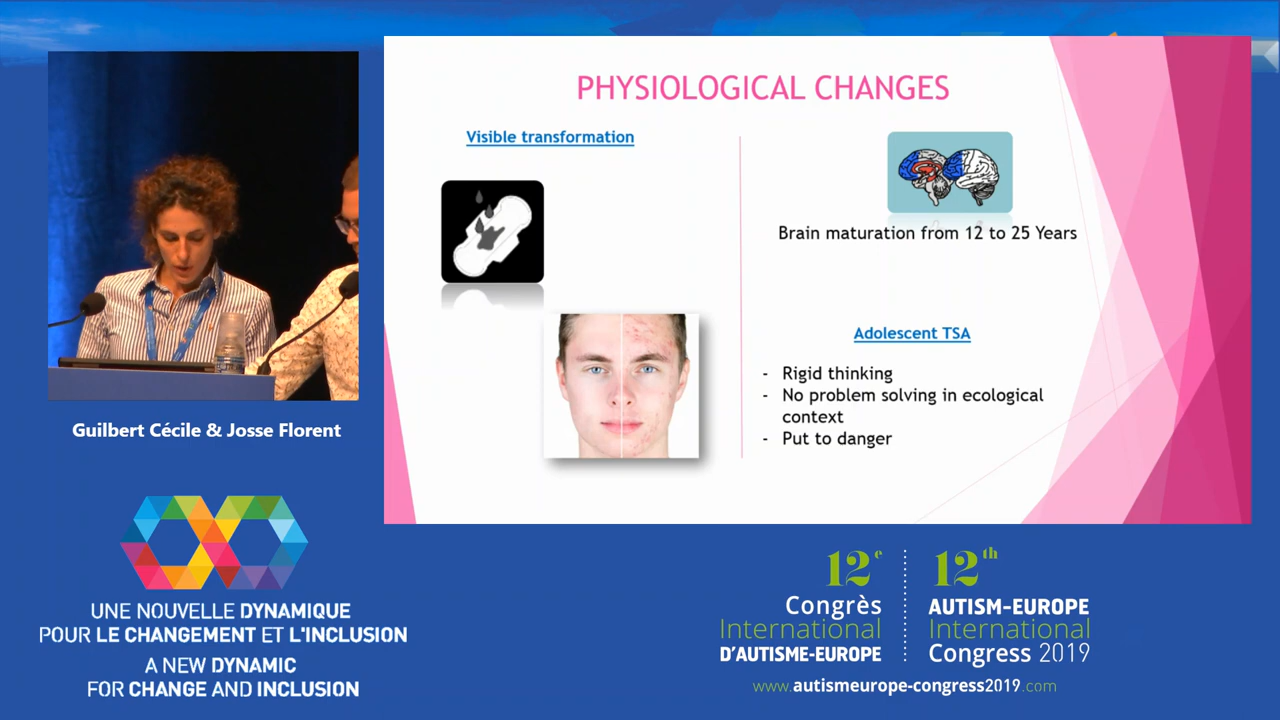 PHYSIOLOGICAL CHANGES
Visible transformation
Brain maturation from 12 to 25 Years
Adolescent TSA
- Rigid thinking
- No problem solving in ecological
context
- Put to danger
Guilbert Cécile & Josse Florent
UNE NOUVELLE DYNAMIQUE
POUR LE CHANGEMENT ET L'INCLUSION
A NEW DYNAMIC
FOR CHANGE AND INCLUSION
12e
Congrès
International
D'AUTISME-EUROPE
12th
AUTISM-EUROPE
International
Congress 2019
www.autismeurope-congress2019.com